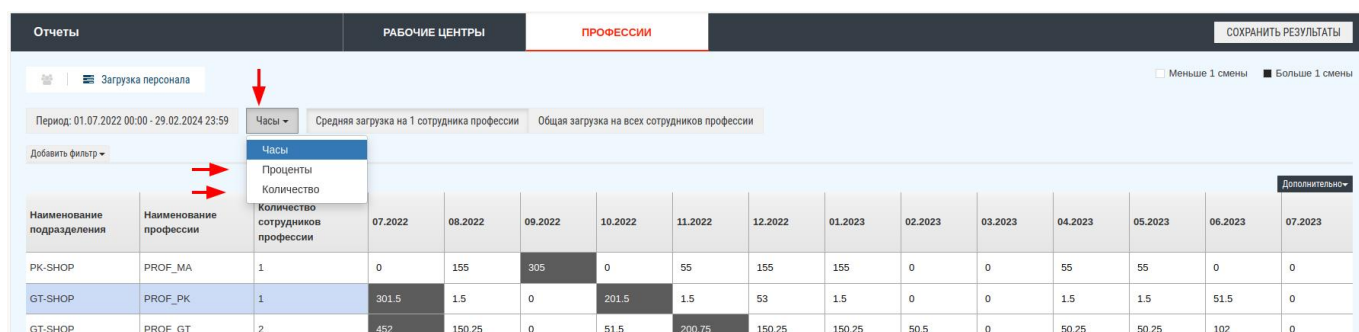 Отчеты РАБОЧИЕ ЦЕНТРЫ ПРОФЕССИИ СОХРАНИТЬ РЕЗУЛЬТАТЫ
Загрузка персонала Меньше 1 смены Больше 1 смены
Период: 01.07.2022 00:00 - 29.02.2024 23:59 Часы Средняя загрузка на 1 сотрудника профессии Общая загрузка на всех сотрудников профессии
Добавить фильтр
Часы
Проценты
Количество
Дополнительно
Наименование подразделения Наименование профессии Количество сотрудников профессии 07.2022 08.2022 09.2022 10.2022 11.2022 12.2022 01.2023 02.2023 03.2023 04.2023 05.2023 06.2023 07.2023
PK-SHOP PROF_MA 1 0 155 305 0 55 155 155 0 0 55 55 0 0
GT-SHOP PROF_PK 1 301.5 1.5 0 201.5 1.5 53 1.5 0 0 1.5 1.5 51.5 0
GT-SHOP PROF_GT 2 452 150.25 0 51.5 200.75 150.25 150.25 50.5 0 50.25 50.25 102 0